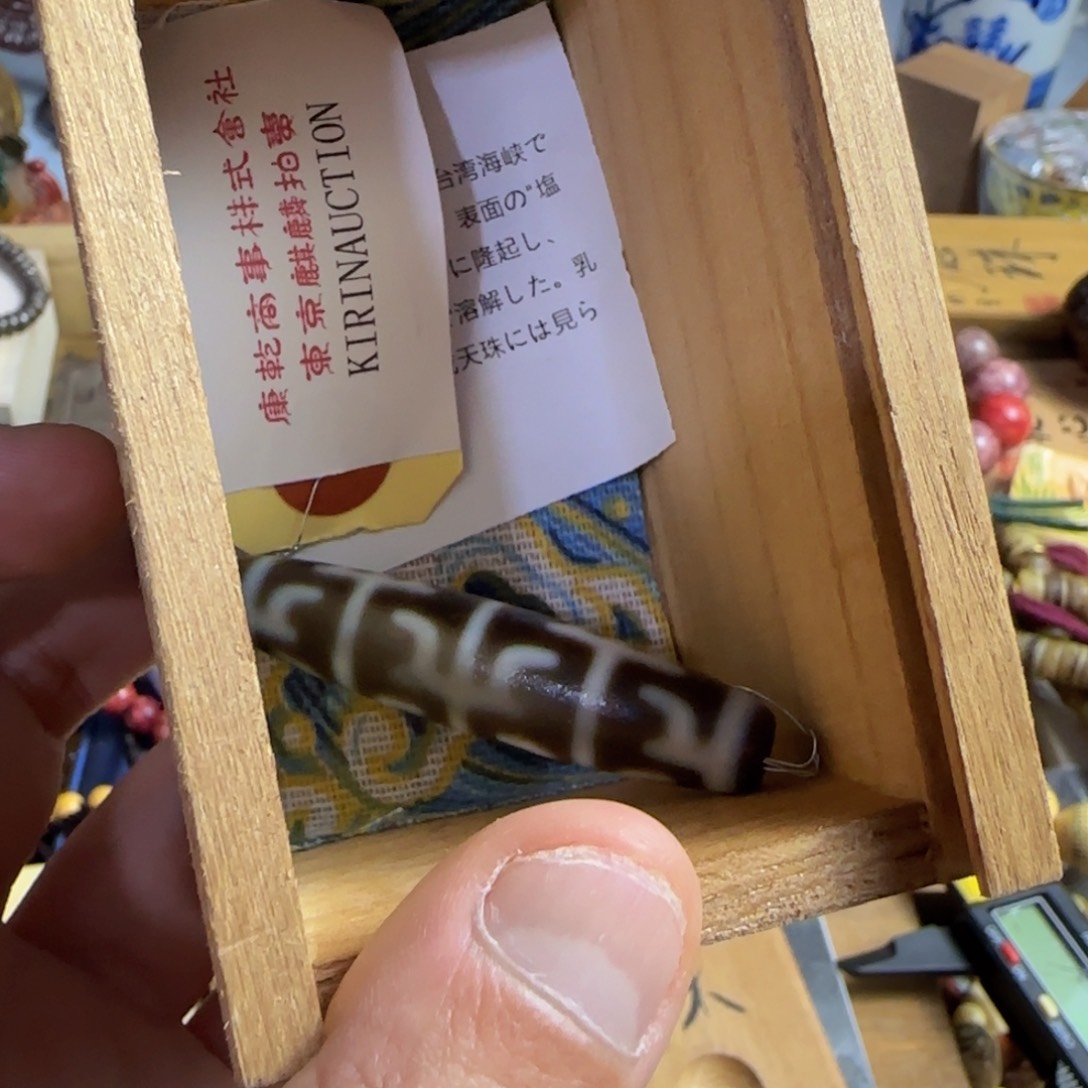 康乾商事株式会社
東京麒麟拍賣
KIRINAUCTION
台湾海峡で
表面の"塩
に隆起し、
溶解した。乳
天珠には見ら